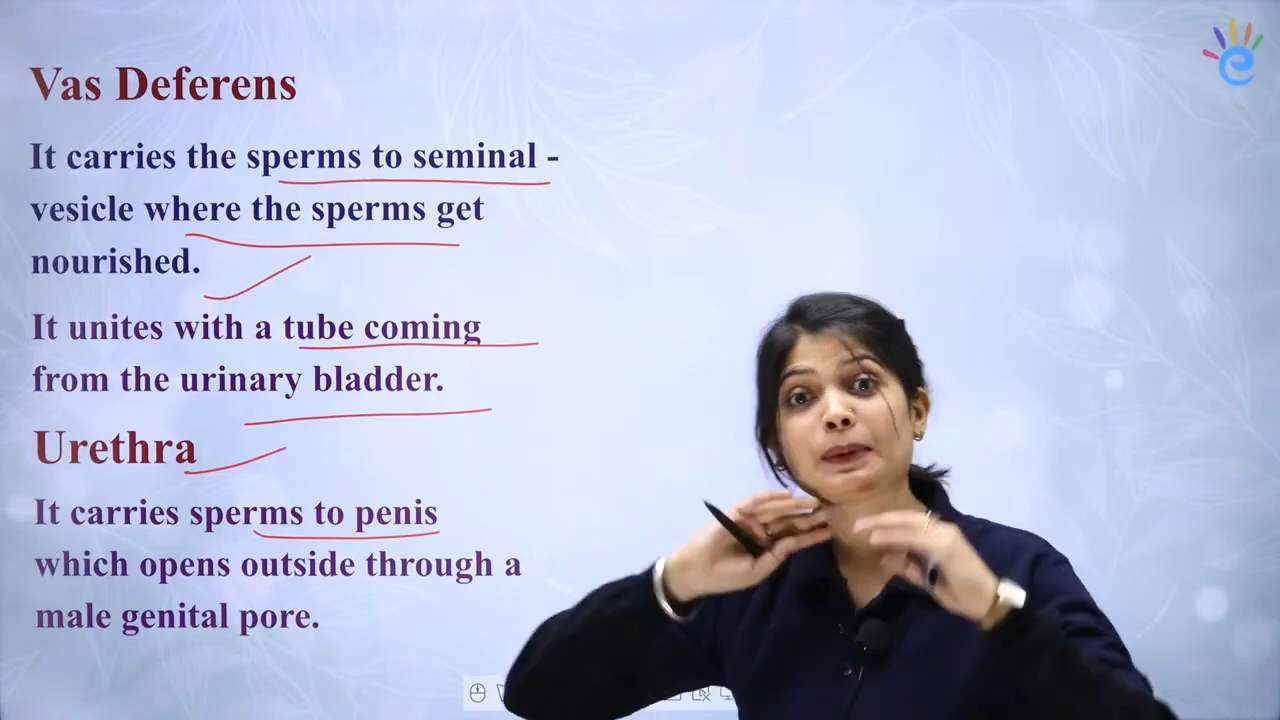 Vas Deferens
It carries the sperms to seminal -
vesicle where the sperms get
nourished.
It unites with a tube coming
from the urinary bladder.
Urethra
It carries sperms to penis
which opens outside through a
male genital pore.
e